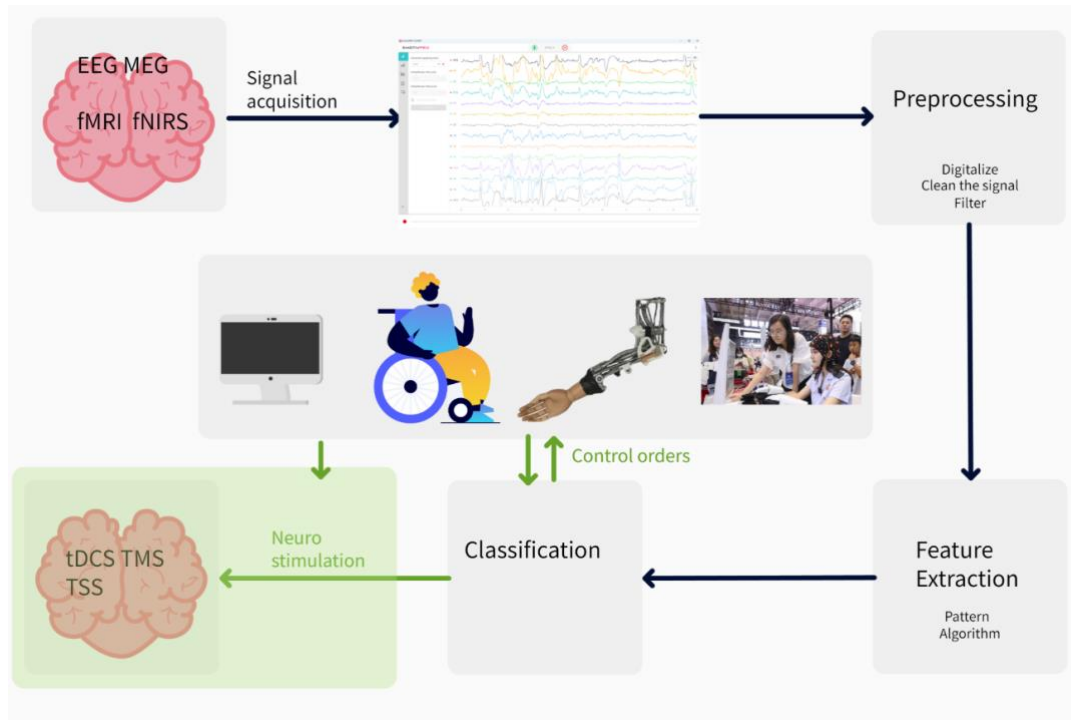 EEG MEG
fMRI fNIRS
Signal
acquisition
Preprocessing
Digitalize
Clean the signal
Filter
Control orders
tDCS TMS
TSS
Neuro
stimulation
Classification
Feature
Extraction
Pattern
Algorithm